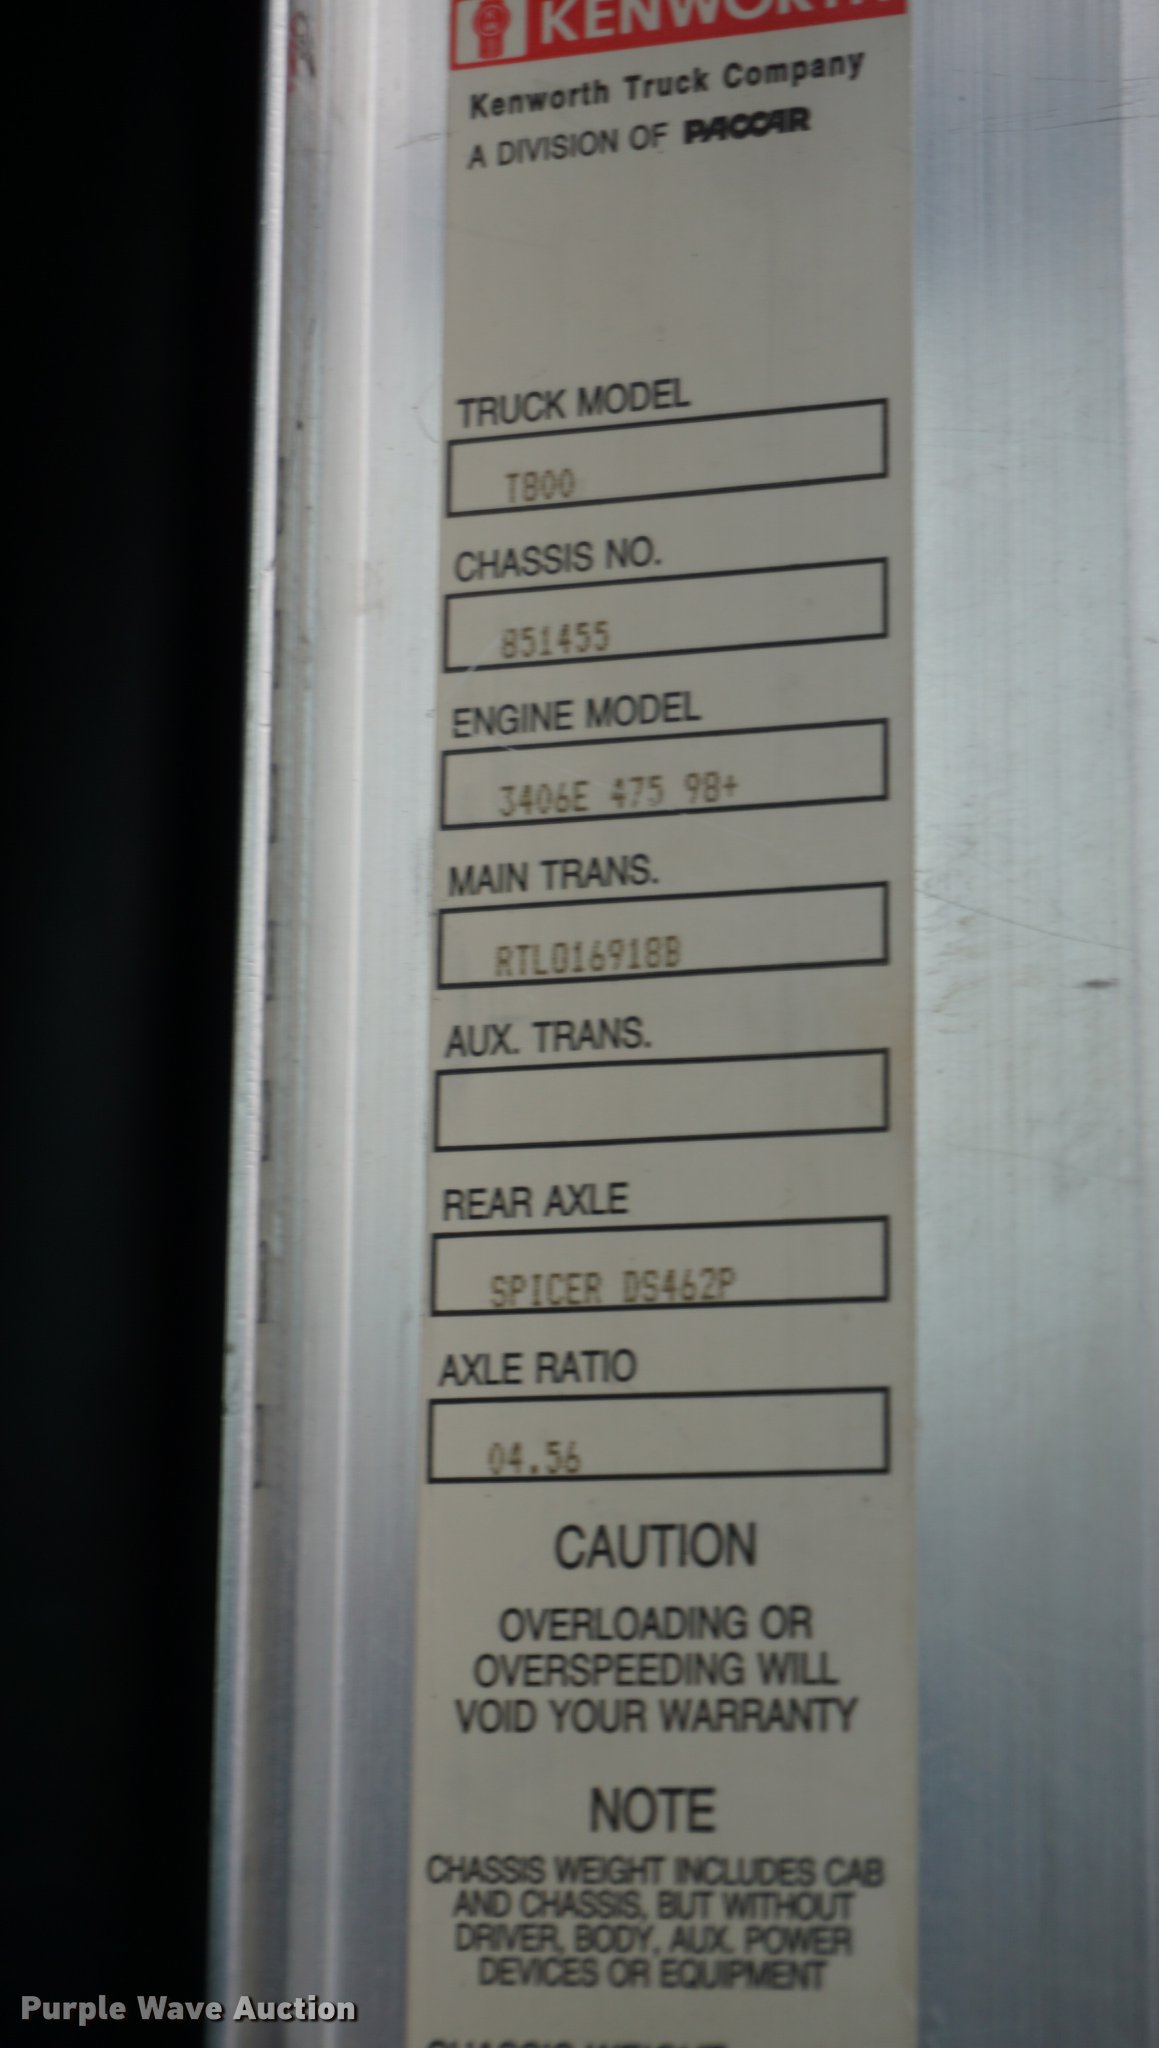 KENWORTH
Kenworth Truck Company
A DIVISION OF PACCAR
TRUCK MODEL
T800
CHASSIS NO.
851455
ENGINE MODEL
3406E 475 98+
MAIN TRANS.
RTLO16918B
AUX. TRANS.
REAR AXLE
SPICER DS462P
AXLE RATIO
04.56
CAUTION
OVERLOADING OR
OVERSPEEDING WILL
VOID YOUR WARRANTY
NOTE
CHASSIS WEIGHT INCLUDES CAB
AND CHASSIS, BUT WITHOUT
DRIVER, BODY, AUX. POWER
DEVICES OR EQUIPMENT
Purple Wave Auction